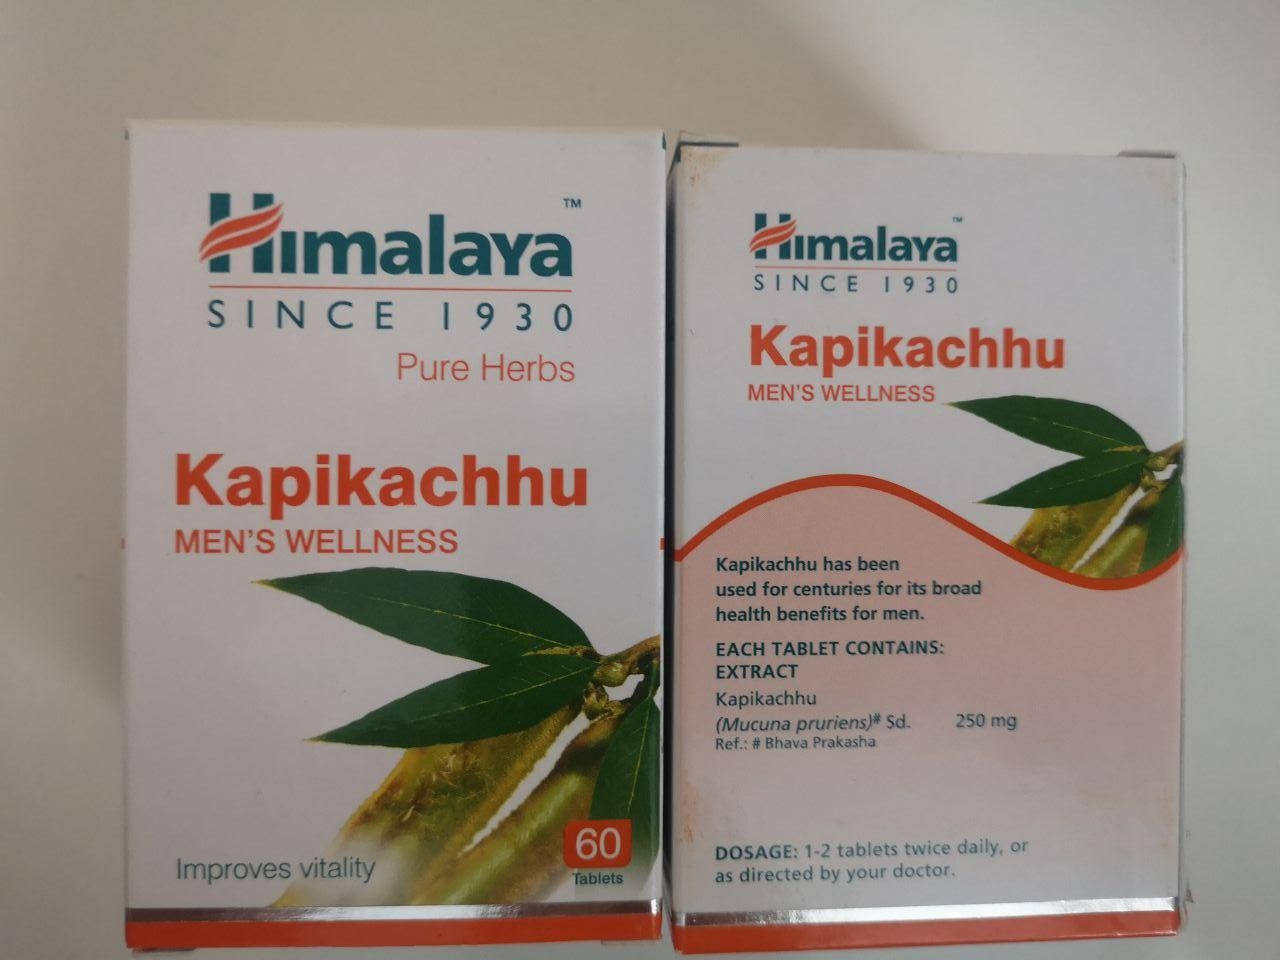 Himalaya™
SINCE 1930
Pure Herbs
Kapikachhu
MEN'S WELLNESS
Improves vitality
60
Tablets
Himalaya™
SINCE 1930
Kapikachhu
MEN'S WELLNESS
Kapikachhu has been
used for centuries for its broad
health benefits for men.
EACH TABLET CONTAINS:
EXTRACT
Kapikachhu
(Mucuna pruriens)# Sd. 250 mg
Ref.: # Bhava Prakasha
DOSAGE: 1-2 tablets twice daily, or
as directed by your doctor.